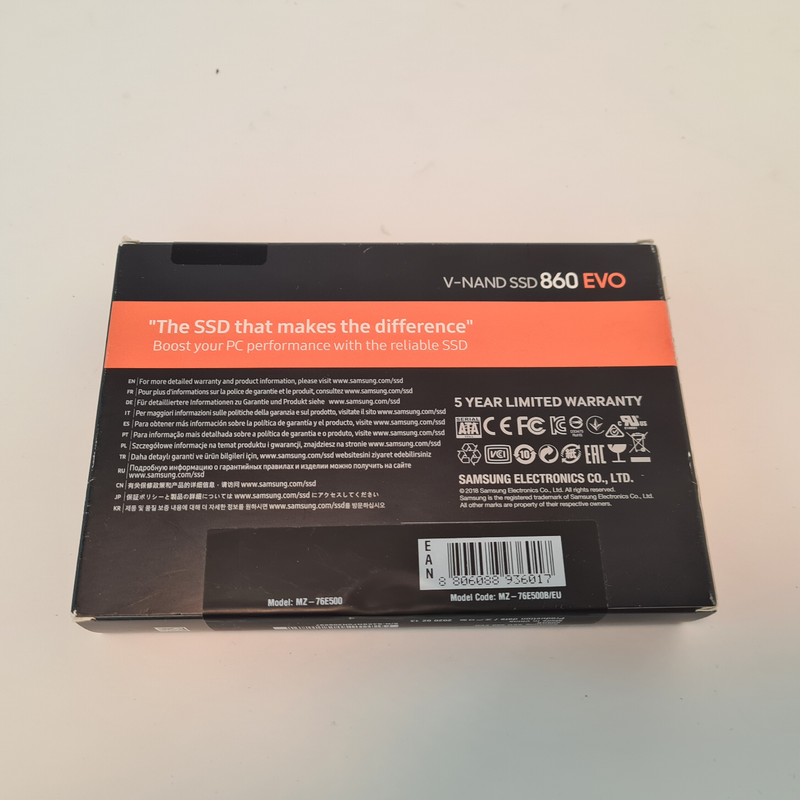 V-NAND SSD 860 EVO
"The SSD that makes the difference"
Boost your PC performance with the reliable SSD
EN For more detailed warranty and product information, please visit www.samsung.com/ssd
FR Pour plus d'informations sur la police de garantie et le produit, consultez www.samsung.com/ssd
DE Für detailliertere Informationen zu Garantie und Produkt siehe www.samsung.com/ssd
IT Per maggiori informazioni sulle politiche della garanzia e sul prodotto, visitate il sito www.samsung.com/ssd
ES Para obtener más información sobre la política de garantía y el producto, visite www.samsung.com/ssd
PT Para informação mais detalhada sobre a política de garantia e o produto, visite www.samsung.com/ssd
PL Szczegółowe informacje na temat produktu i gwarancji, znajdziesz na stronie www.samsung.com/ssd
TR Daha detaylı garanti ve ürün bilgileri için, www.samsung.com/ssd websitesini ziyaret edebilirsiniz
RU Подробную информацию о гарантийных правилах и изделии можно получить на сайте
www.samsung.com/ssd
CN 有关保修政策和产品的详细信息，请访问 www.samsung.com/ssd
JP 保証ポリシーと製品の詳細については www.samsung.com/ssd にアクセスしてください
KR 제품 및 품질 보증 내용에 대해 더 자세한 정보를 원하시면 www.samsung.com/ssd를 방문하십시오
5 YEAR LIMITED WARRANTY
SERIAL ATA CE FC
VCI 10 EAC
SAMSUNG ELECTRONICS CO., LTD.
© 2018 Samsung Electronics Co., Ltd. All rights reserved.
Samsung is the registered trademark of Samsung Electronics Co., Ltd.
All other marks are property of their respective owners.
EAN
8 806088 936017
Model: MZ-76E500
Model Code: MZ-76E500B/EU